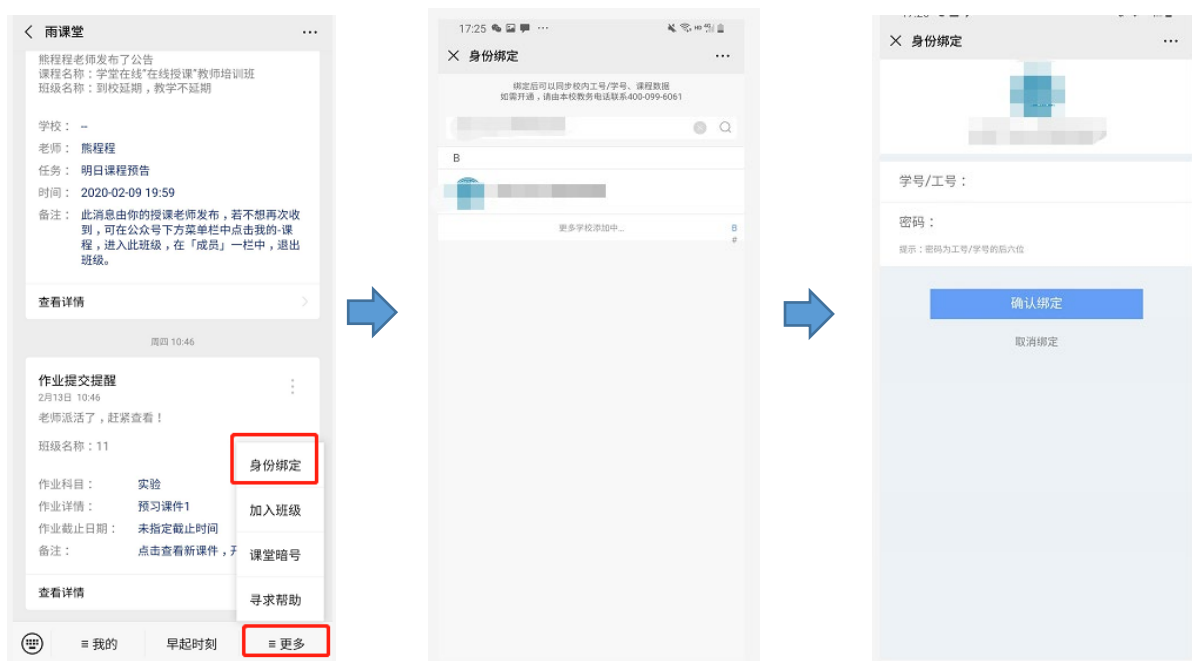 雨课堂
熊程程老师发布了公告
课程名称：学堂在线"在线授课"教师培训班
班级名称：到校延期，教学不延期
学校： --
老师： 熊程程
任务： 明日课程预告
时间： 2020-02-09 19:59
备注： 此消息由你的授课老师发布，若不想再次收
到，可在公众号下方菜单栏中点击我的-课
程，进入此班级，在「成员」一栏中，退出
班级。
查看详情
周四 10:46
作业提交提醒
2月13日 10:46
老师派活了，赶紧查看！
班级名称：11
作业科目： 实验
作业详情： 预习课件1
作业截止日期： 未指定截止时间
备注： 点击查看新课件，开
查看详情
身份绑定
加入班级
课堂暗号
寻求帮助
我的
早起时刻
更多
17:25
身份绑定
绑定后可以同步校内工号/学号、课程数据
如需开通，请由本校教务电话联系400-099-6061
B
更多学校添加中...
B
#
身份绑定
学号/工号：
密码：
提示：密码为工号/学号的后六位
确认绑定
取消绑定